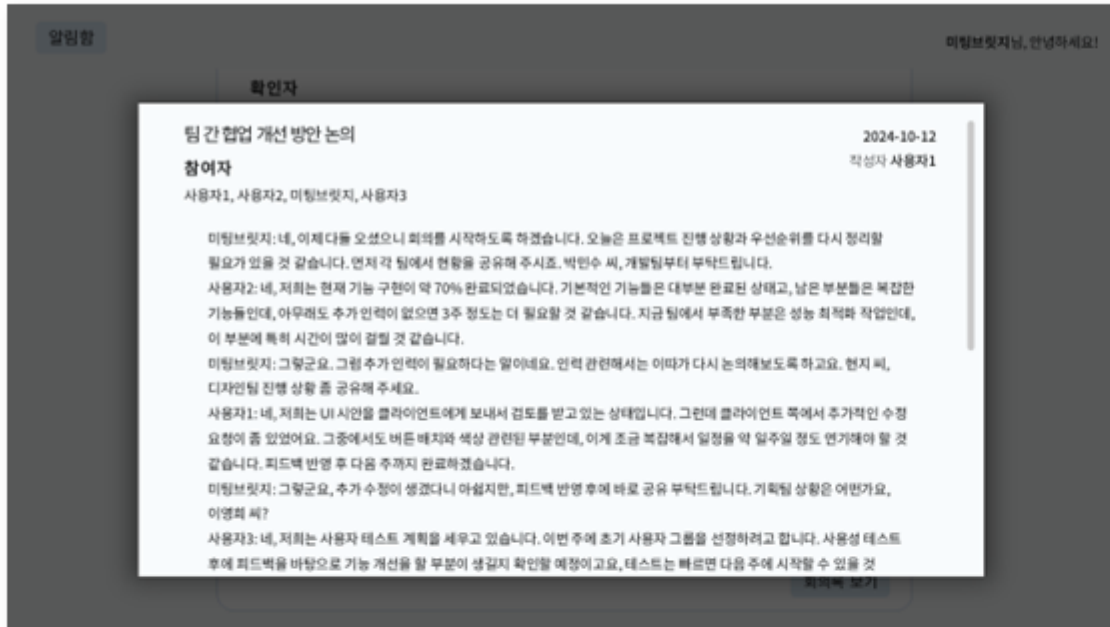 알림함
미팅브릿지님, 안녕하세요!
확인자
팀 간 협업 개선 방안 논의
2024-10-12
참여자
작성자 사용자1
사용자1, 사용자2, 미팅브릿지, 사용자3
미팅브릿지: 네, 이제 다들 오셨으니 회의를 시작하도록 하겠습니다. 오늘은 프로젝트 진행 상황과 우선순위를 다시 정리할
필요가 있을 것 같습니다. 먼저 각 팀에서 현황을 공유해 주시죠. 박민수 씨, 개발팀부터 부탁드립니다.
사용자2: 네, 저희는 현재 기능 구현이 약 70% 완료되었습니다. 기본적인 기능들은 대부분 완료된 상태고, 남은 부분들은 복잡한
기능들인데, 아무래도 추가 인력이 없으면 3주 정도는 더 필요할 것 같습니다. 지금 팀에서 부족한 부분은 성능 최적화 작업인데,
이 부분에 특히 시간이 많이 걸릴 것 같습니다.
미팅브릿지: 그렇군요. 그럼 추가 인력이 필요하다는 말이네요. 인력 관련해서는 이따가 다시 논의해보도록 하고요. 현지 씨,
디자인팀 진행 상황 좀 공유해 주세요.
사용자1: 네, 저희는 UI 시안을 클라이언트에게 보내서 검토를 받고 있는 상태입니다. 그런데 클라이언트 쪽에서 추가적인 수정
요청이 좀 있었어요. 그중에서도 버튼 배치와 색상 관련된 부분인데, 이게 조금 복잡해서 일정을 약 일주일 정도 연기해야 할 것
같습니다. 피드백 반영 후 다음 주까지 완료하겠습니다.
미팅브릿지: 그렇군요, 추가 수정이 생겼다니 아쉽지만, 피드백 반영 후에 바로 공유 부탁드립니다. 기획팀 상황은 어떤가요,
이영희 씨?
사용자3: 네, 저희는 사용자 테스트 계획을 세우고 있습니다. 이번 주에 초기 사용자 그룹을 선정하려고 합니다. 사용성 테스트
후에 피드백을 바탕으로 기능 개선을 할 부분이 생길지 확인할 예정이고요, 테스트는 빠르면 다음 주에 시작할 수 있을 것
회의록 보기